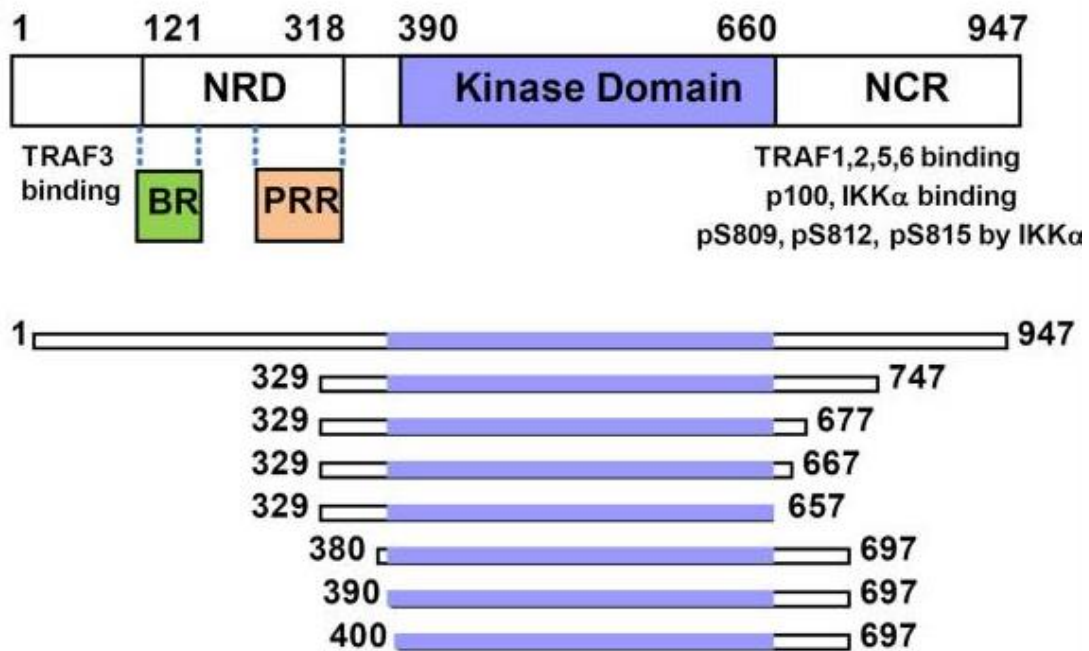 1 121 318 390 660 947
NRD Kinase Domain NCR
TRAF3
binding
BR PRR
TRAF1,2,5,6 binding
p100, IKKα binding
pS809, pS812, pS815 by IKKα
1 947
329 747
329 677
329 667
329 657
380 697
390 697
400 697